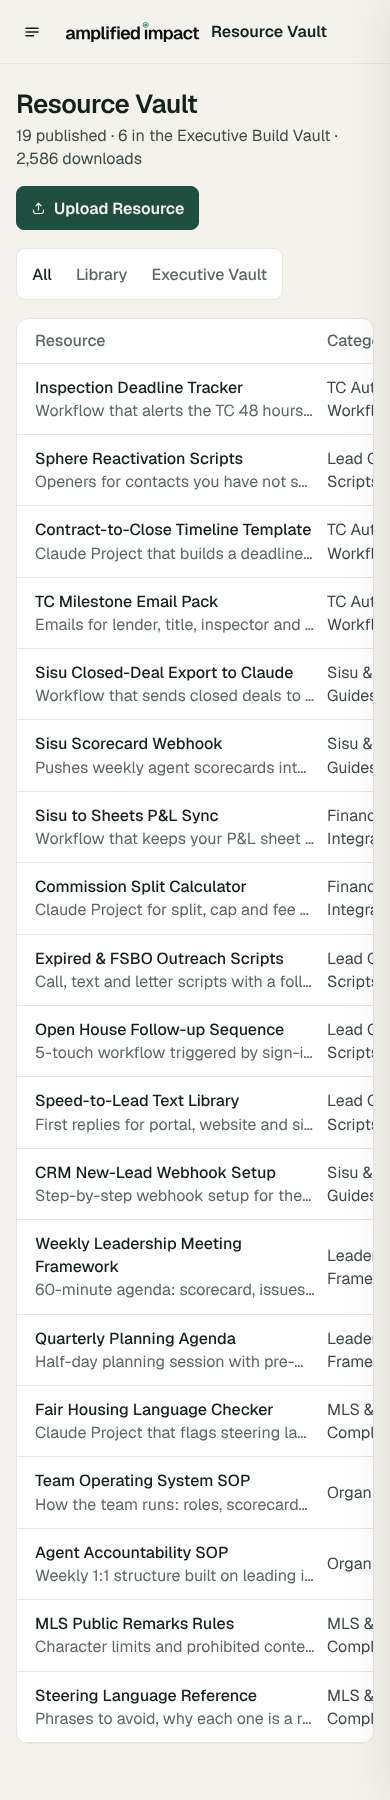 amplified impact Resource Vault
Resource Vault
19 published · 6 in the Executive Build Vault ·
2,586 downloads
Upload Resource
All Library Executive Vault
Resource
Inspection Deadline Tracker
Workflow that alerts the TC 48 hours...
Workfl
Sphere Reactivation Scripts
Lead
Openers for contacts you have not s...
Scripts
Contract-to-Close Timeline Template
Claude Project that builds a deadline...
TC Milestone Email Pack
Emails for lender, title, inspector and ...
Sisu Closed-Deal Export to Claude
Sisu &
Workflow that sends closed deals to ...
Guides
Sisu Scorecard Webhook
Sisu &
Pushes weekly agent scorecards int...
Guides
Sisu to Sheets P&L Sync
Workflow that keeps your P&L sheet ...
Commission Split Calculator
Claude Project for split, cap and fee ...
Expired & FSBO Outreach Scripts
Lead
Call, text and letter scripts with a foll...
Scripts
Open House Follow-up Sequence
Lead
5-touch workflow triggered by sign-i...
Scripts
Speed-to-Lead Text Library
Lead
First replies for portal, website and si...
Scripts
CRM New-Lead Webhook Setup
Sisu &
Step-by-step webhook setup for the...
Guides
Weekly Leadership Meeting
Framework
60-minute agenda: scorecard, issues...
Quarterly Planning Agenda
Half-day planning session with pre-...
Fair Housing Language Checker
MLS &
Claude Project that flags steering la...
Team Operating System SOP
How the team runs: roles, scorecard...
Agent Accountability SOP
Weekly 1:1 structure built on leading i...
MLS Public Remarks Rules
MLS &
Character limits and prohibited conte...
Steering Language Reference
MLS &
Phrases to avoid, why each one is a r...